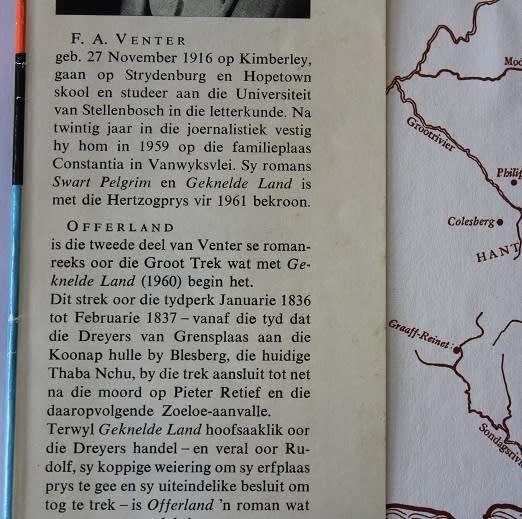 F. A. VENTER
geb. 27 November 1916 op Kimberley,
gaan op Strydenburg en Hopetown
skool en studeer aan die Universiteit
van Stellenbosch in die letterkunde. Na
twintig jaar in die joernalistiek vestig
hy hom in 1959 op die familieplaas
Constantia in Vanwyksvlei. Sy romans
Swart Pelgrim en Geknelde Land is
met die Hertzogprys vir 1961 bekroon.
OFFERLAND
is die tweede deel van Venter se roman-
reeks oor die Groot Trek wat met Ge-
knelde Land (1960) begin het.
Dit strek oor die tydperk Januarie 1836
tot Februarie 1837 – vanaf die tyd dat
die Dreyers van Grensplaas aan die
Koonap hulle by Blesberg, die huidige
Thaba Nchu, by die trek aansluit tot net
na die moord op Pieter Retief en die
daaropvolgende Zoeloe-aanvalle.
Terwyl Geknelde Land hoofsaaklik oor
die Dreyers handel – en veral oor Ru-
dolf, sy koppige weiering om sy erfplaas
prys te gee en sy uiteindelike besluit om
tog te trek – is Offerland 'n roman wat
Mod
Grootrivier
Philip
Colesberg
HANT
Graaff-Reinet
Sondagsriv